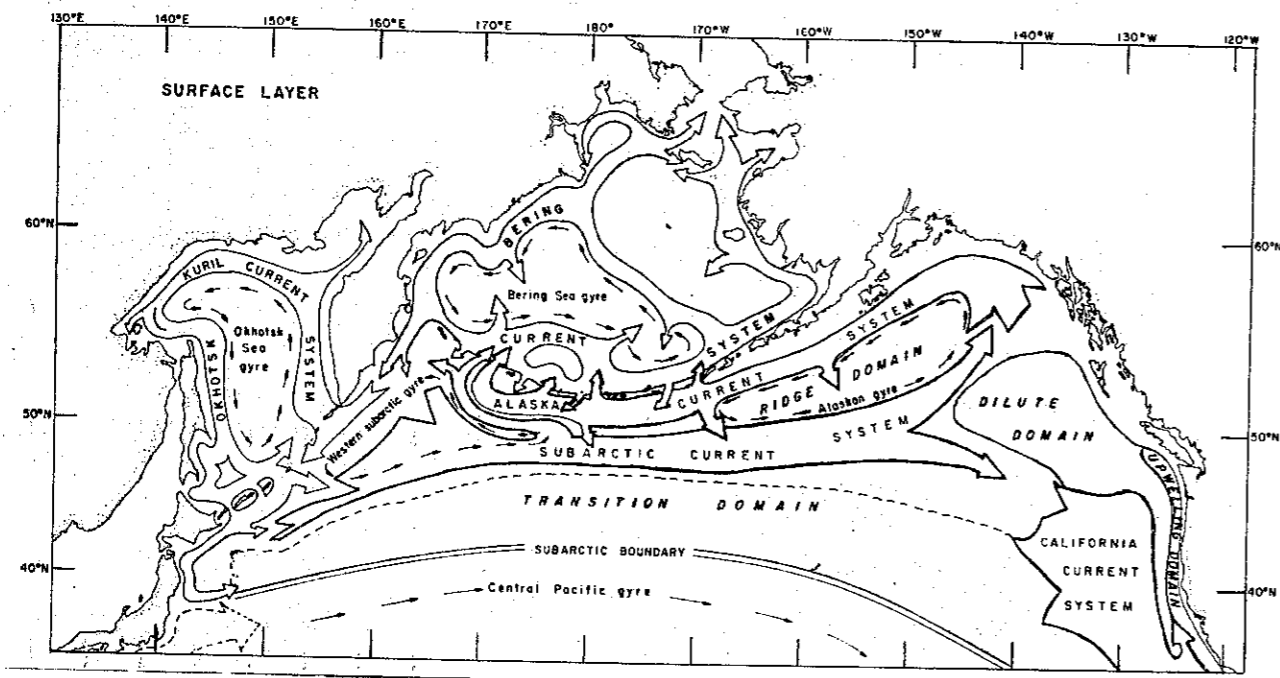 130°E 140°E 150°E 160°E 170°E 180° 170°W 160°W 150°W 140°W 130°W 120°W
SURFACE LAYER
60°N
60°N
50°N
50°N
40°N
40°N
KURIL CURRENT SYSTEM
OKHOTSK
Okhotsk
Sea
gyre
BERING
Bering Sea gyre
CURRENT
SYSTEM
Western subarctic gyre
ALASKA
CURRENT
SYSTEM
RIDGE DOMAIN
Alaskan gyre
SUBARCTIC CURRENT
SYSTEM
DILUTE
DOMAIN
UPWELLING DOMAIN
TRANSITION DOMAIN
SUBARCTIC BOUNDARY
Central Pacific gyre
CALIFORNIA
CURRENT
SYSTEM